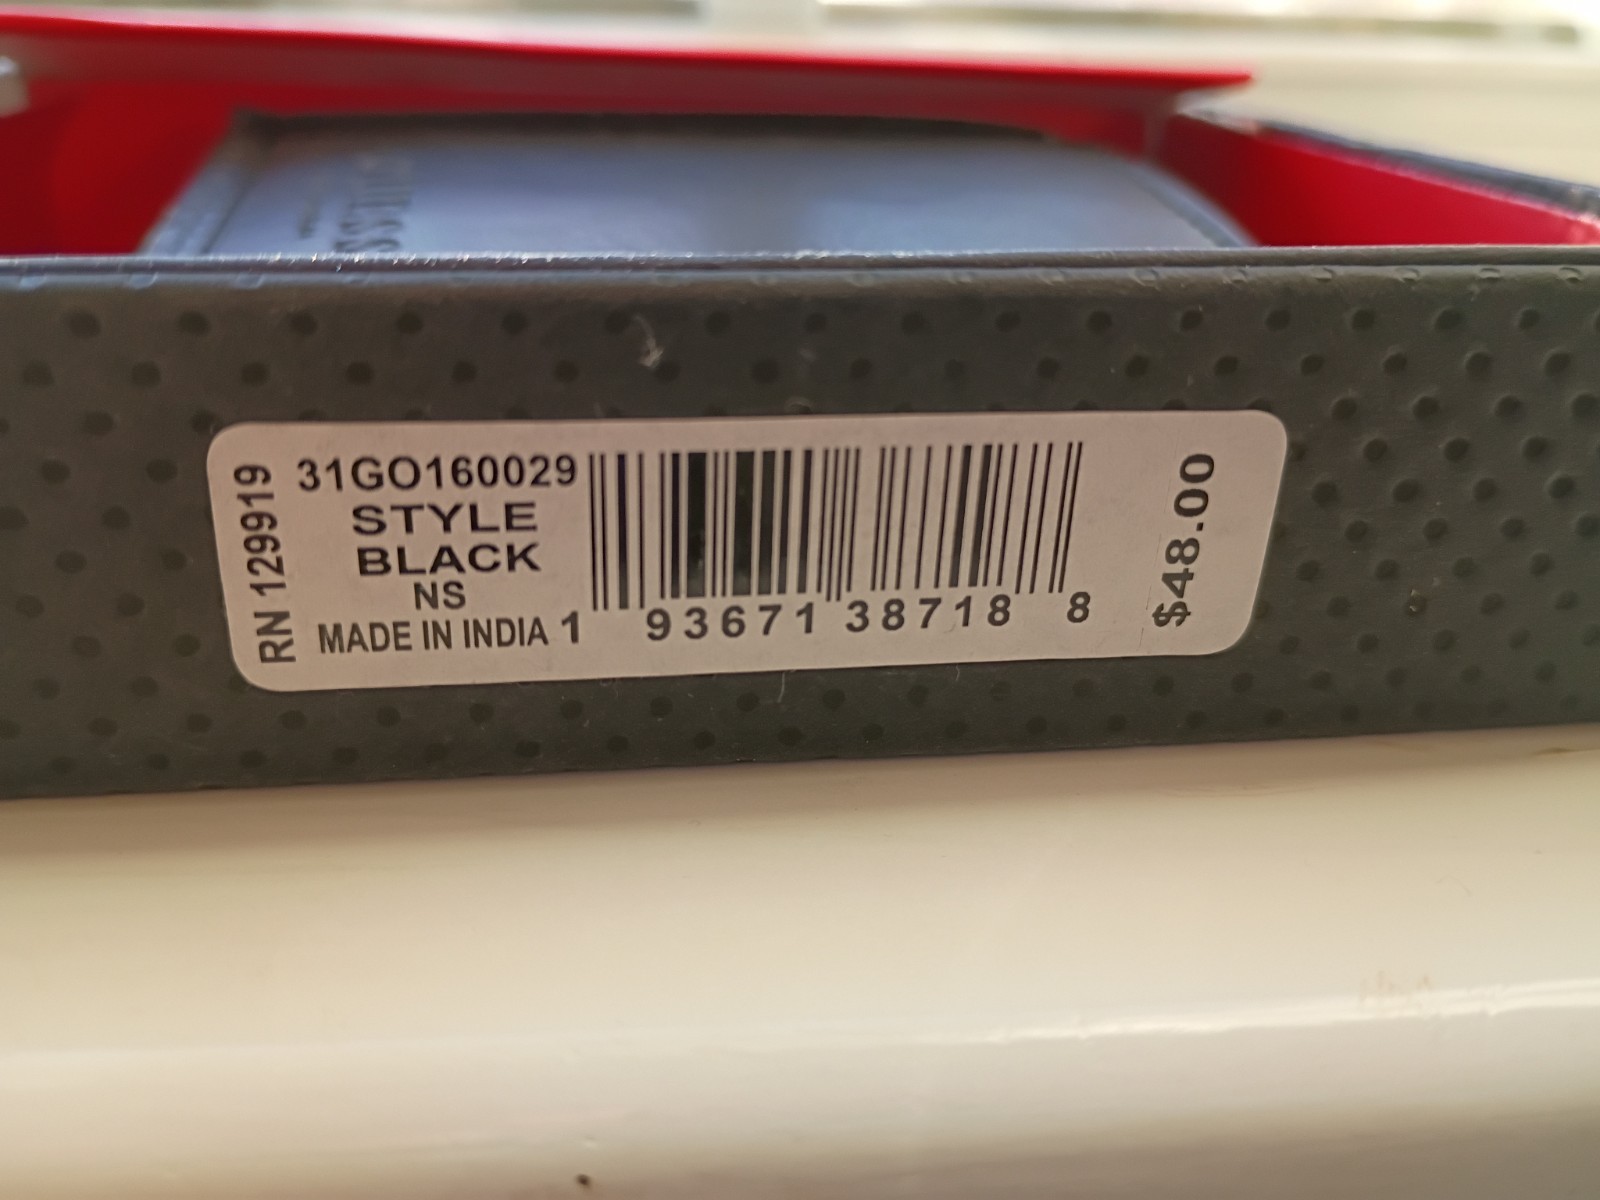 RN 129919
31GO160029
STYLE
BLACK
NS
MADE IN INDIA
1 93671 38718 8
$48.00